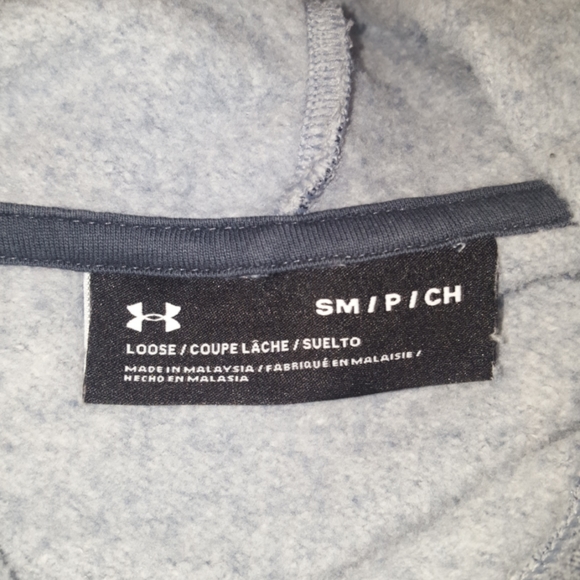 SM / P / CH
LOOSE / COUPE LÂCHE / SUELTO
MADE IN MALAYSIA / FABRIQUÉ EN MALAISIE /
HECHO EN MALASIA